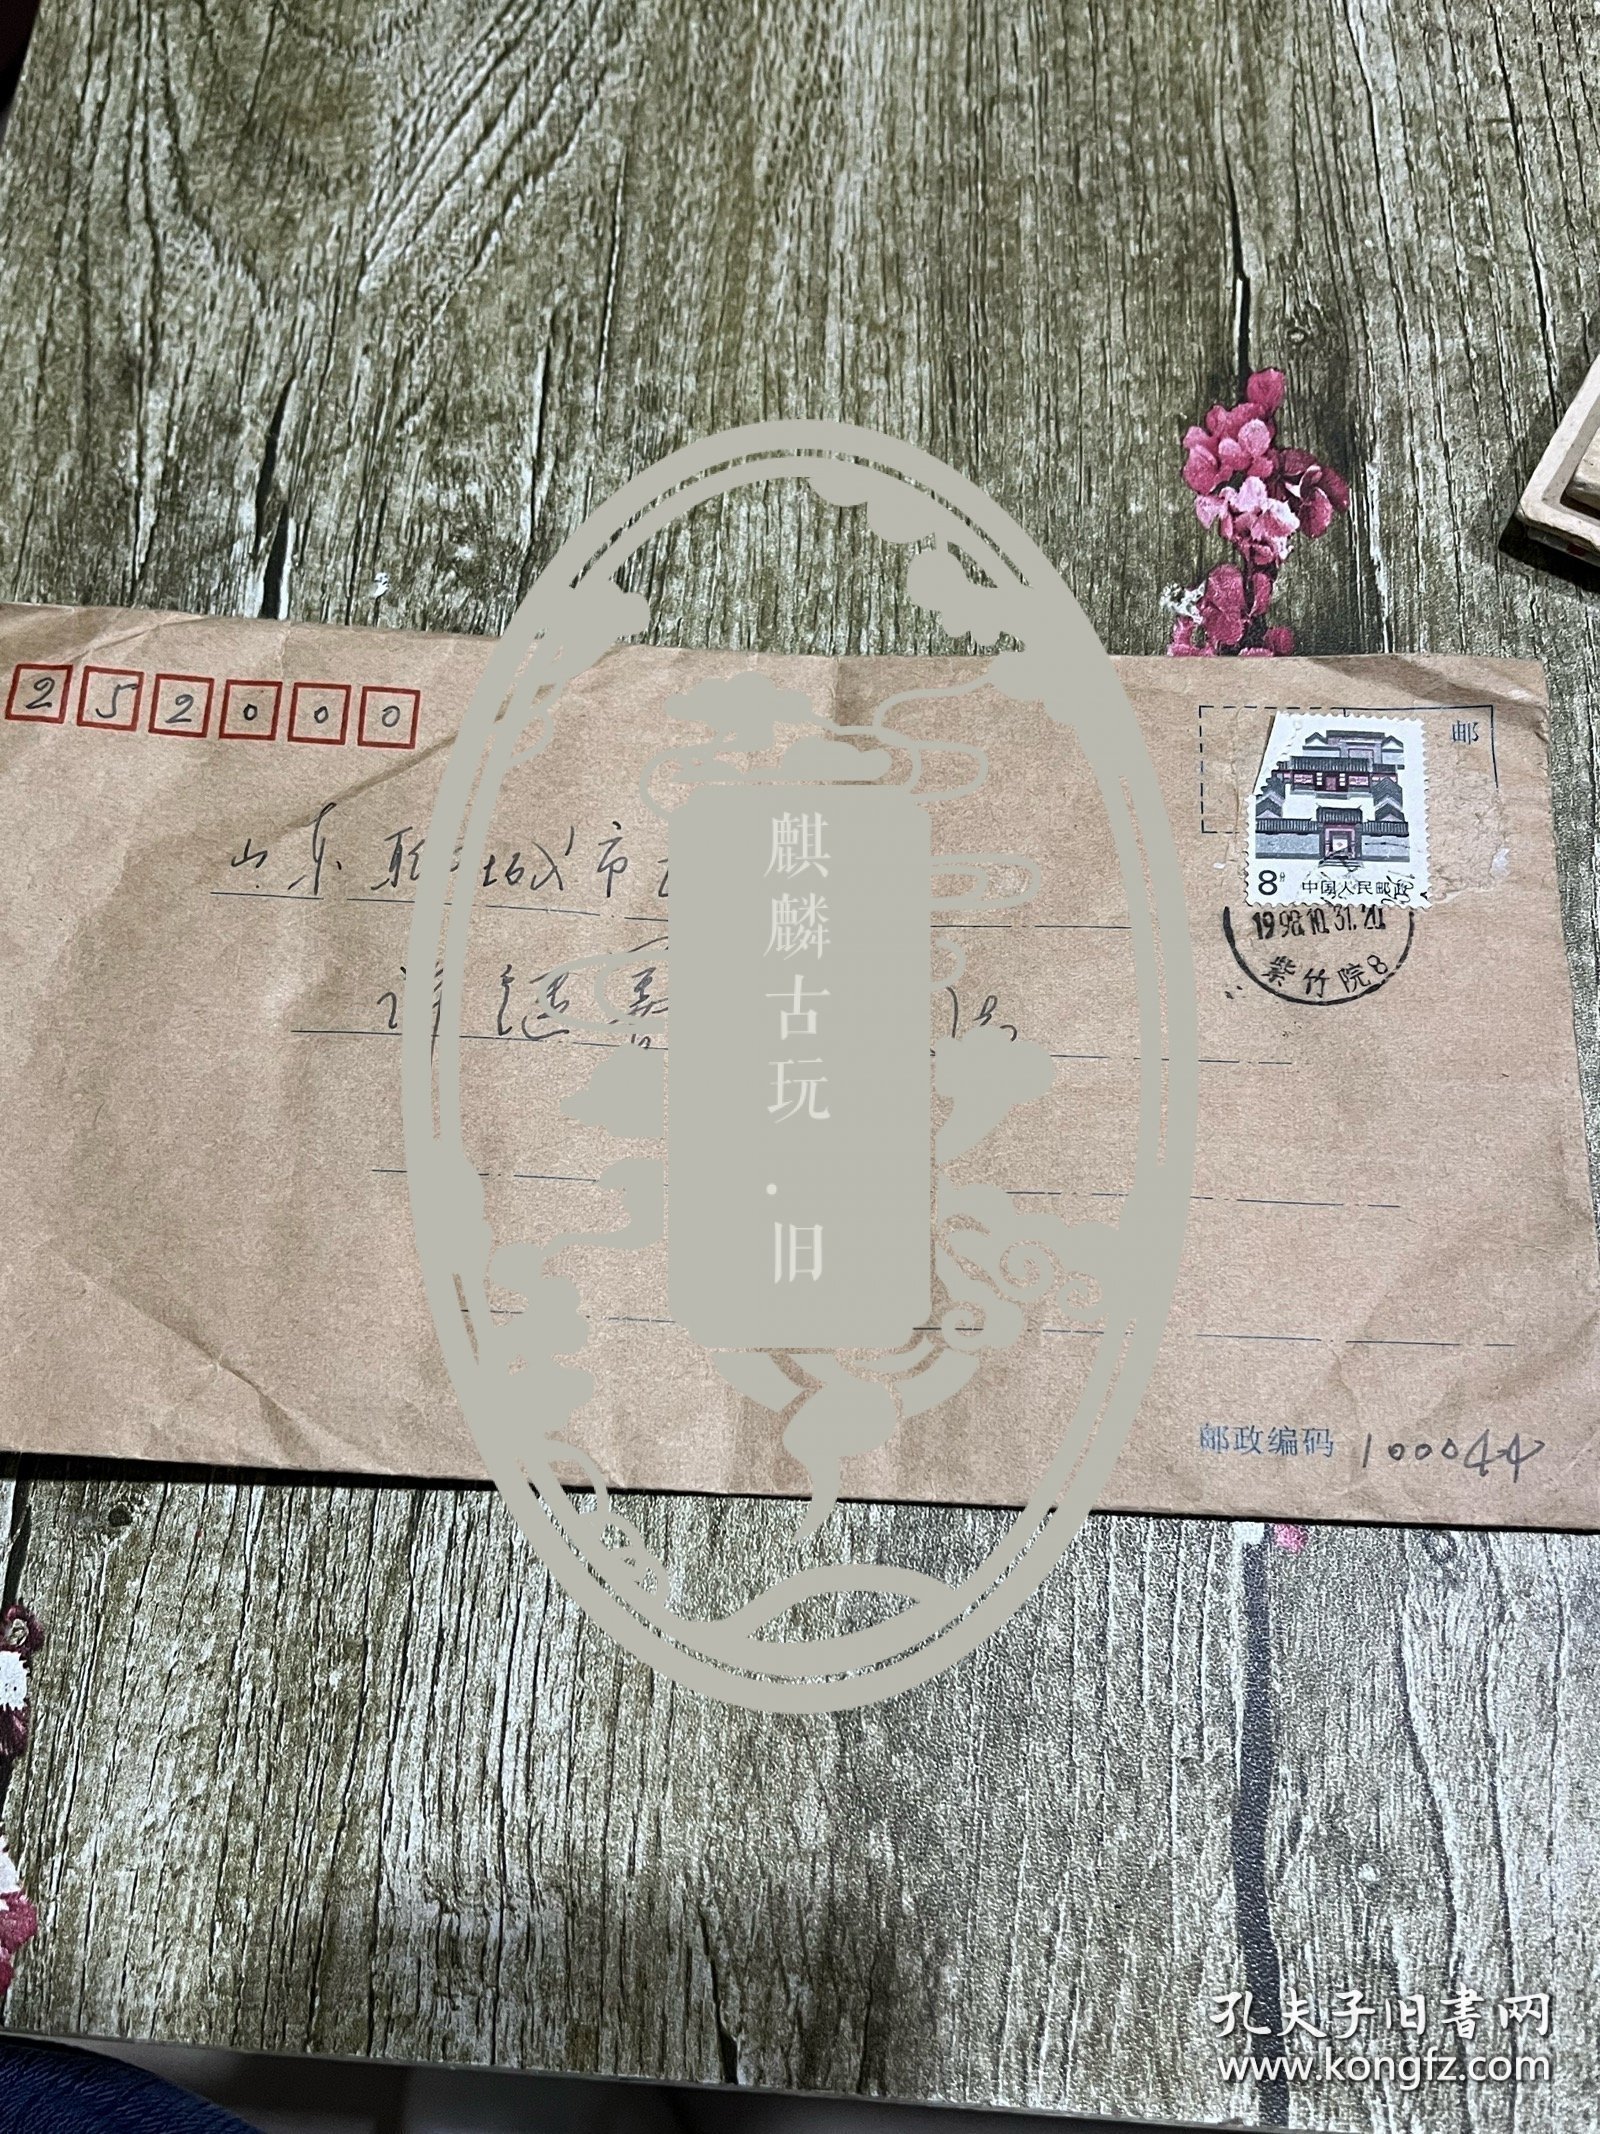 252000
山东聊城市
邮
8分 中国人民邮政
1998.10.31.20
紫竹院8
麒麟古玩·旧
邮政编码 100044
孔夫子旧书网
www.kongfz.com